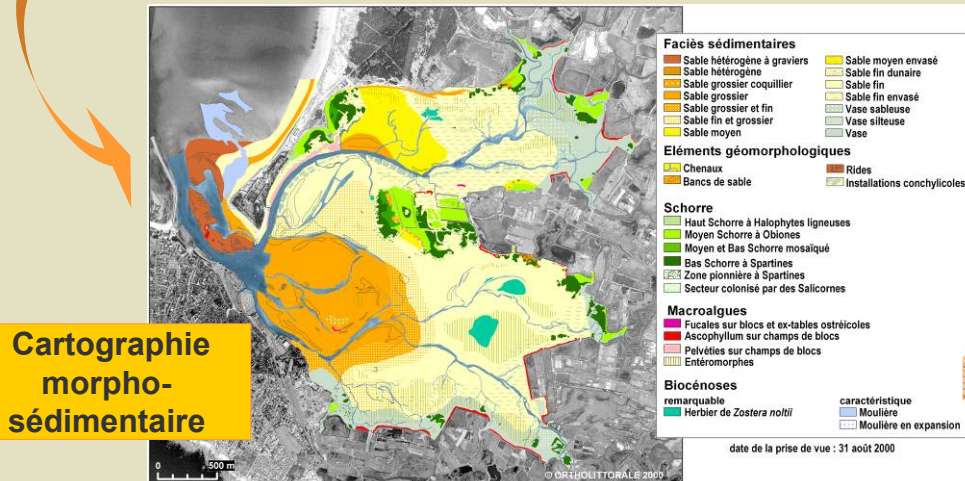 Cartographie
morpho-
sédimentaire
0 500 m
© ORTHOLITTORALE 2000
Faciès sédimentaires
Sable hétérogène à graviers
Sable hétérogène
Sable grossier coquillier
Sable grossier
Sable grossier et fin
Sable fin et grossier
Sable moyen
Sable moyen envasé
Sable fin dunaire
Sable fin
Sable fin envasé
Vase sableuse
Vase silteuse
Vase
Eléments géomorphologiques
Chenaux
Bancs de sable
Rides
Installations conchylicoles
Schorre
Haut Schorre à Halophytes ligneuses
Moyen Schorre à Obiones
Moyen et Bas Schorre mosaïqué
Bas Schorre à Spartines
Zone pionnière à Spartines
Secteur colonisé par des Salicornes
Macroalgues
Fucales sur blocs et ex-tables ostréicoles
Ascophyllum sur champs de blocs
Pelvéties sur champs de blocs
Entéromorphes
Biocénoses
remarquable
Herbier de Zostera noltii
caractéristique
Moulière
Moulière en expansion
date de la prise de vue : 31 août 2000